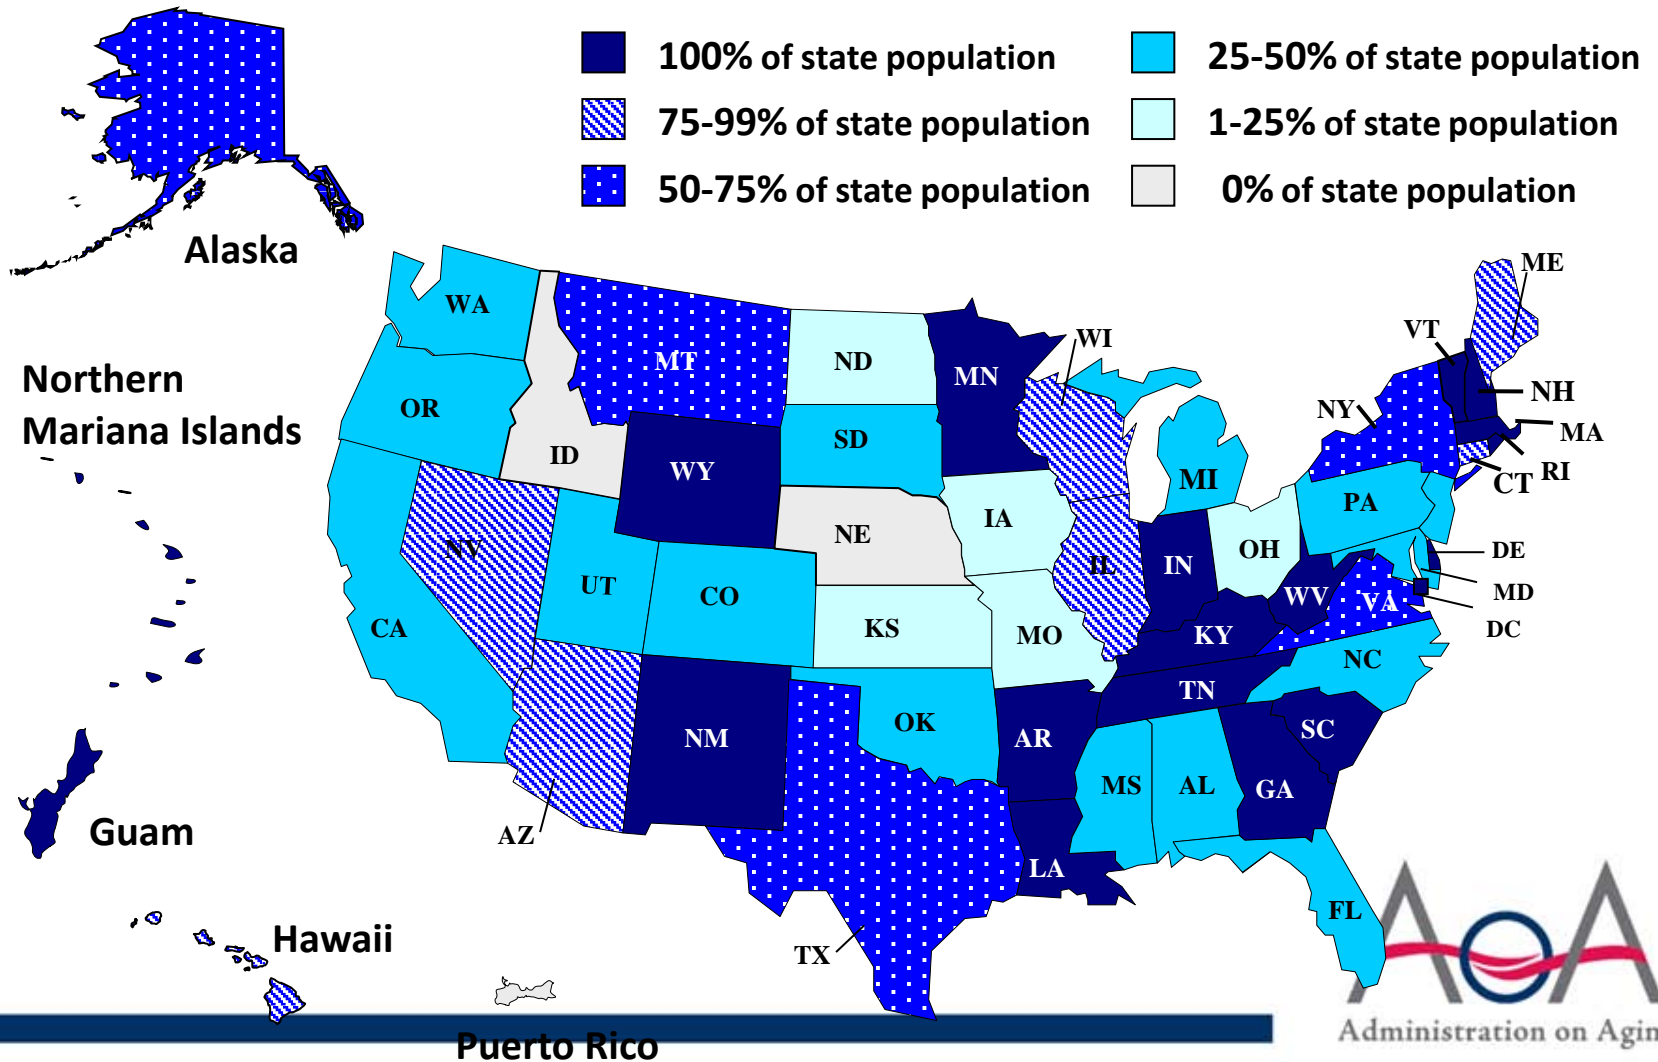 100% of state population
25-50% of state population
75-99% of state population
1-25% of state population
50-75% of state population
0% of state population
Alaska
Northern
Mariana Islands
Guam
Hawaii
Puerto Rico
WA
OR
CA
NV
ID
MT
WY
UT
CO
AZ
NM
ND
SD
NE
KS
OK
TX
MN
IA
MO
AR
LA
WI
IL
MI
IN
OH
KY
TN
MS
AL
GA
FL
SC
NC
VA
WV
PA
NY
VT
ME
NH
MA
RI
CT
DE
MD
DC
AoA
Administration on Agin